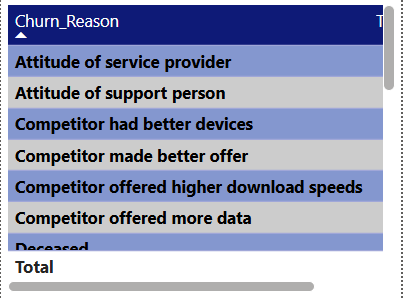 Churn_Reason T
Attitude of service provider
Attitude of support person
Competitor had better devices
Competitor made better offer
Competitor offered higher download speeds
Competitor offered more data
Deceased
Total